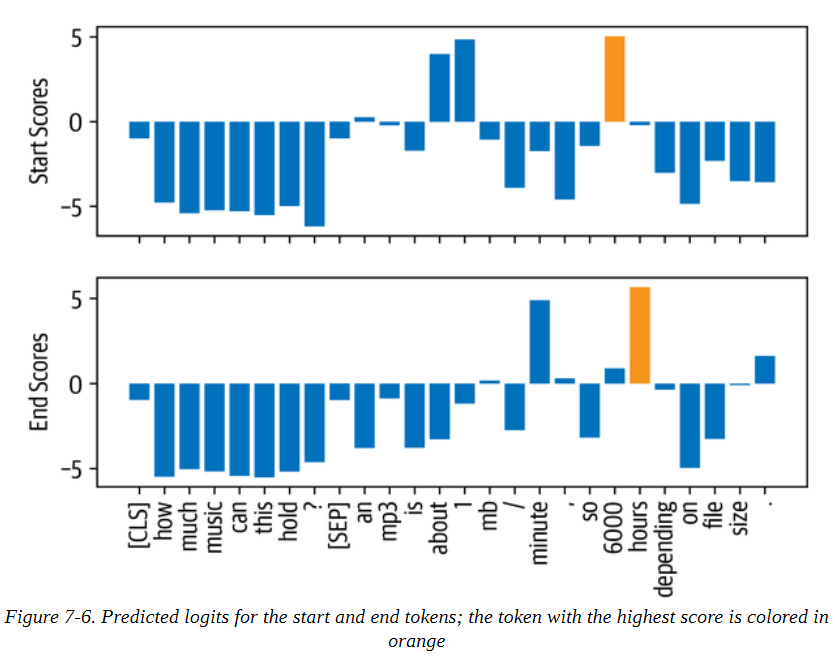 5
0
−5
Start Scores
5
0
−5
End Scores
[CLS]
how
much
music
can
this
hold
?
[SEP]
an
mp3
is
about
1
mb
/
minute
,
so
6000
hours
depending
on
file
size
.
Figure 7-6. Predicted logits for the start and end tokens; the token with the highest score is colored in
orange